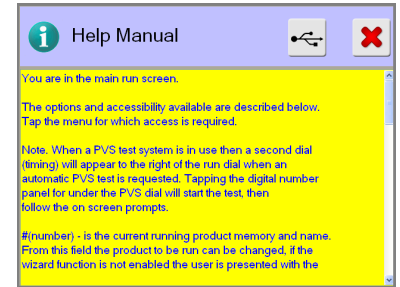 Help Manual
You are in the main run screen.
The options and accessibility available are described below.
Tap the menu for which access is required.
Note. When a PVS test system is in use then a second dial
(timing) will appear to the right of the run dial when an
automatic PVS test is requested. Tapping the digital number
panel for under the PVS dial will start the test, then
follow the on screen prompts.
#(number) - is the current running product memory and name.
From this field the product to be run can be changed, if the
wizard function is not enabled the user is presented with the